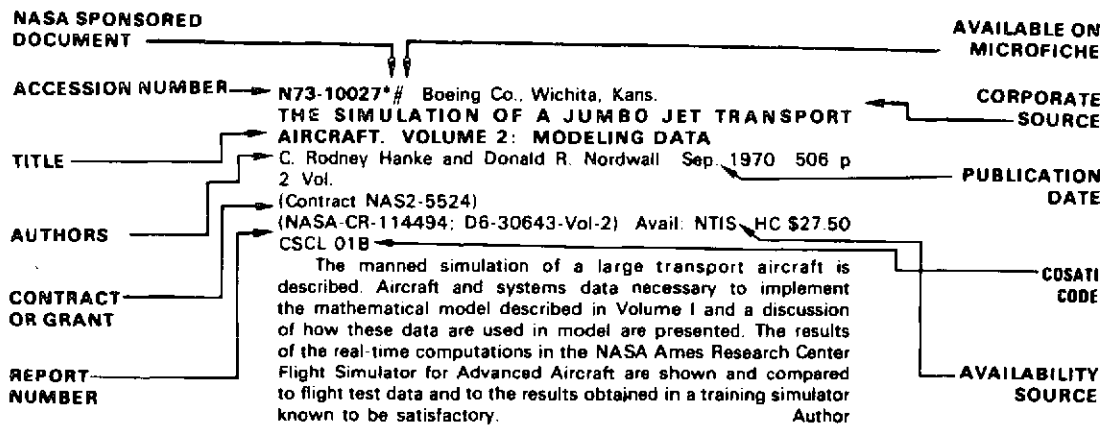 NASA SPONSORED
DOCUMENT
AVAILABLE ON
MICROFICHE
ACCESSION NUMBER
N73-10027*# Boeing Co., Wichita, Kans.
CORPORATE
SOURCE
THE SIMULATION OF A JUMBO JET TRANSPORT
AIRCRAFT. VOLUME 2: MODELING DATA
TITLE
C. Rodney Hanke and Donald R. Nordwall Sep. 1970 506 p
2 Vol.
PUBLICATION
DATE
(Contract NAS2-5524)
(NASA-CR-114494; D6-30643-Vol-2) Avail: NTIS HC $27.50
CSCL 01B
AUTHORS
The manned simulation of a large transport aircraft is
described. Aircraft and systems data necessary to implement
the mathematical model described in Volume I and a discussion
of how these data are used in model are presented. The results
of the real-time computations in the NASA Ames Research Center
Flight Simulator for Advanced Aircraft are shown and compared
to flight test data and to the results obtained in a training simulator
known to be satisfactory. Author
COSATI
CODE
CONTRACT
OR GRANT
REPORT
NUMBER
AVAILABILITY
SOURCE